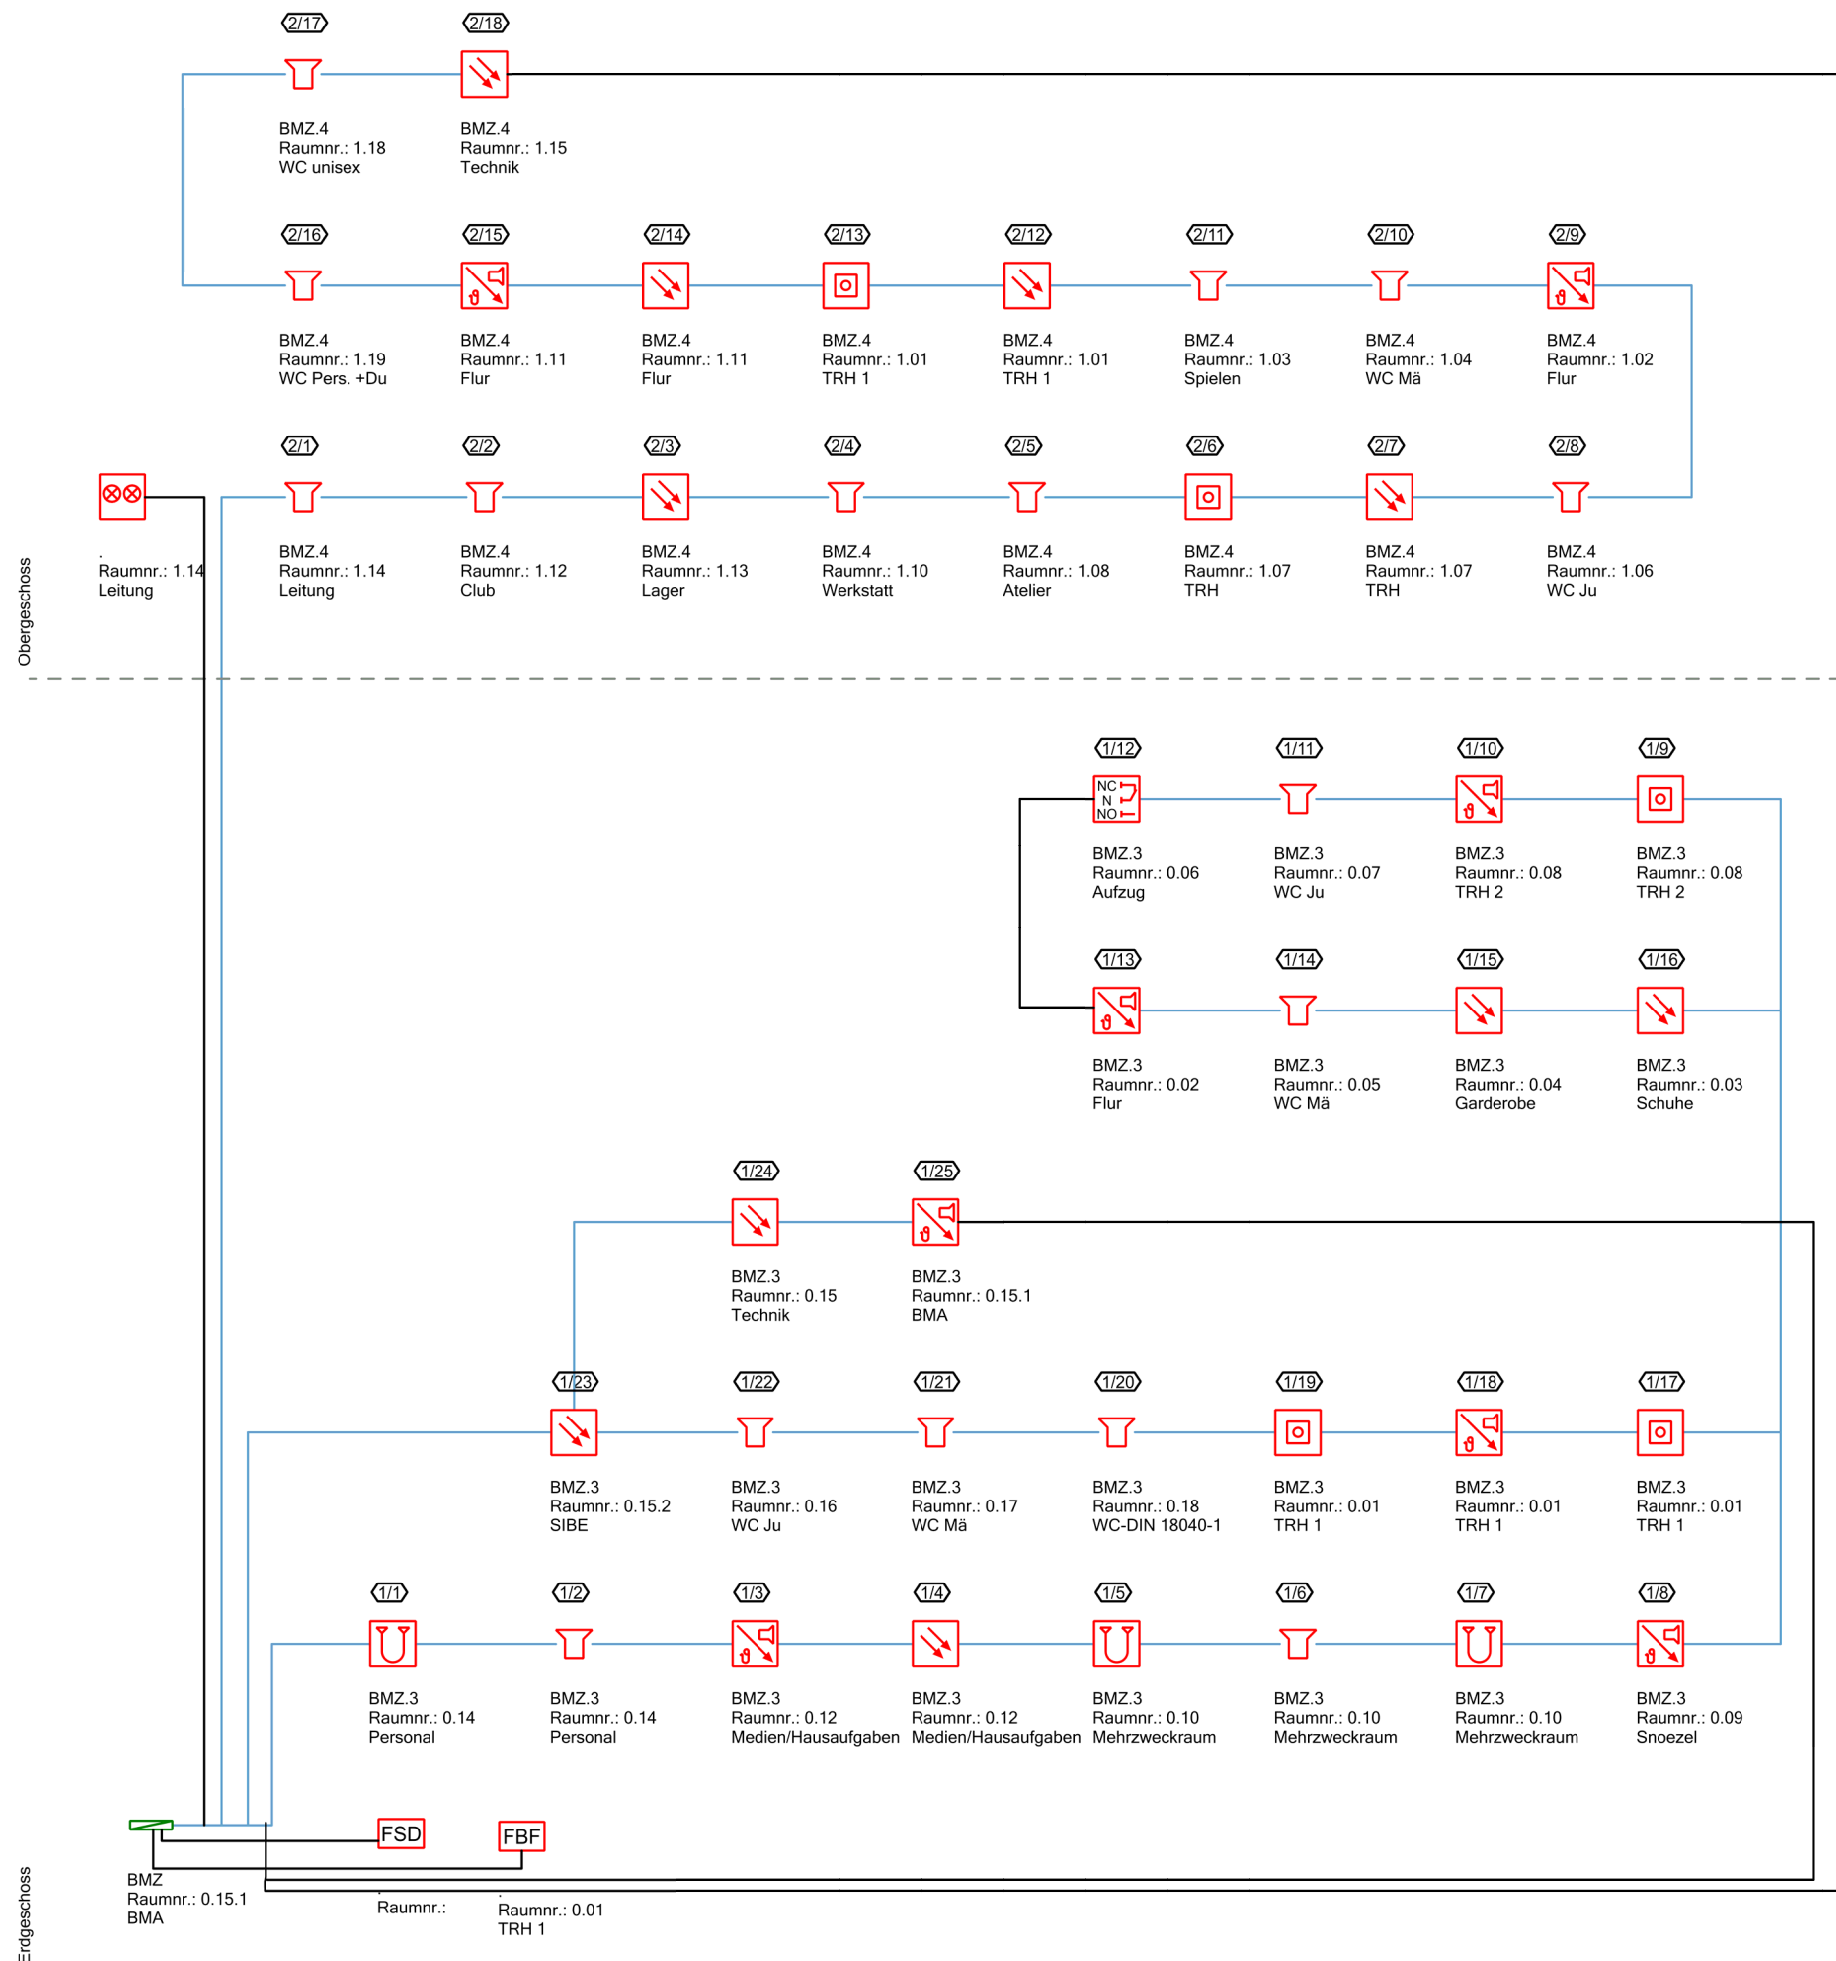 2/17
2/18
BMZ.4
Raumnr.: 1.18
WC unisex
BMZ.4
Raumnr.: 1.15
Technik
2/16
2/15
2/14
2/13
2/12
2/11
2/10
2/9
BMZ.4
Raumnr.: 1.19
WC Pers. +Du
BMZ.4
Raumnr.: 1.11
Flur
BMZ.4
Raumnr.: 1.11
Flur
BMZ.4
Raumnr.: 1.01
TRH 1
BMZ.4
Raumnr.: 1.01
TRH 1
BMZ.4
Raumnr.: 1.03
Spielen
BMZ.4
Raumnr.: 1.04
WC Mä
BMZ.4
Raumnr.: 1.02
Flur
2/1
2/2
2/3
2/4
2/5
2/6
2/7
2/8
.
Raumnr.: 1.14
Leitung
BMZ.4
Raumnr.: 1.14
Leitung
BMZ.4
Raumnr.: 1.12
Club
BMZ.4
Raumnr.: 1.13
Lager
BMZ.4
Raumnr.: 1.10
Werkstatt
BMZ.4
Raumnr.: 1.08
Atelier
BMZ.4
Raumnr.: 1.07
TRH
BMZ.4
Raumnr.: 1.07
TRH
BMZ.4
Raumnr.: 1.06
WC Ju
Obergeschoss
1/12
1/11
1/10
1/9
NC
N
NO
BMZ.3
Raumnr.: 0.06
Aufzug
BMZ.3
Raumnr.: 0.07
WC Ju
BMZ.3
Raumnr.: 0.08
TRH 2
BMZ.3
Raumnr.: 0.08
TRH 2
1/13
1/14
1/15
1/16
BMZ.3
Raumnr.: 0.02
Flur
BMZ.3
Raumnr.: 0.05
WC Mä
BMZ.3
Raumnr.: 0.04
Garderobe
BMZ.3
Raumnr.: 0.03
Schuhe
1/24
1/25
BMZ.3
Raumnr.: 0.15
Technik
BMZ.3
Raumnr.: 0.15.1
BMA
1/23
1/22
1/21
1/20
1/19
1/18
1/17
BMZ.3
Raumnr.: 0.15.2
SIBE
BMZ.3
Raumnr.: 0.16
WC Ju
BMZ.3
Raumnr.: 0.17
WC Mä
BMZ.3
Raumnr.: 0.18
WC-DIN 18040-1
BMZ.3
Raumnr.: 0.01
TRH 1
BMZ.3
Raumnr.: 0.01
TRH 1
BMZ.3
Raumnr.: 0.01
TRH 1
1/1
1/2
1/3
1/4
1/5
1/6
1/7
1/8
BMZ.3
Raumnr.: 0.14
Personal
BMZ.3
Raumnr.: 0.14
Personal
BMZ.3
Raumnr.: 0.12
Medien/Hausaufgaben
BMZ.3
Raumnr.: 0.12
Medien/Hausaufgaben
BMZ.3
Raumnr.: 0.10
Mehrzweckraum
BMZ.3
Raumnr.: 0.10
Mehrzweckraum
BMZ.3
Raumnr.: 0.10
Mehrzweckraum
BMZ.3
Raumnr.: 0.09
Snoezel
FSD
FBF
BMZ
Raumnr.: 0.15.1
BMA
.
Raumnr.:
.
Raumnr.: 0.01
TRH 1
Erdgeschoss